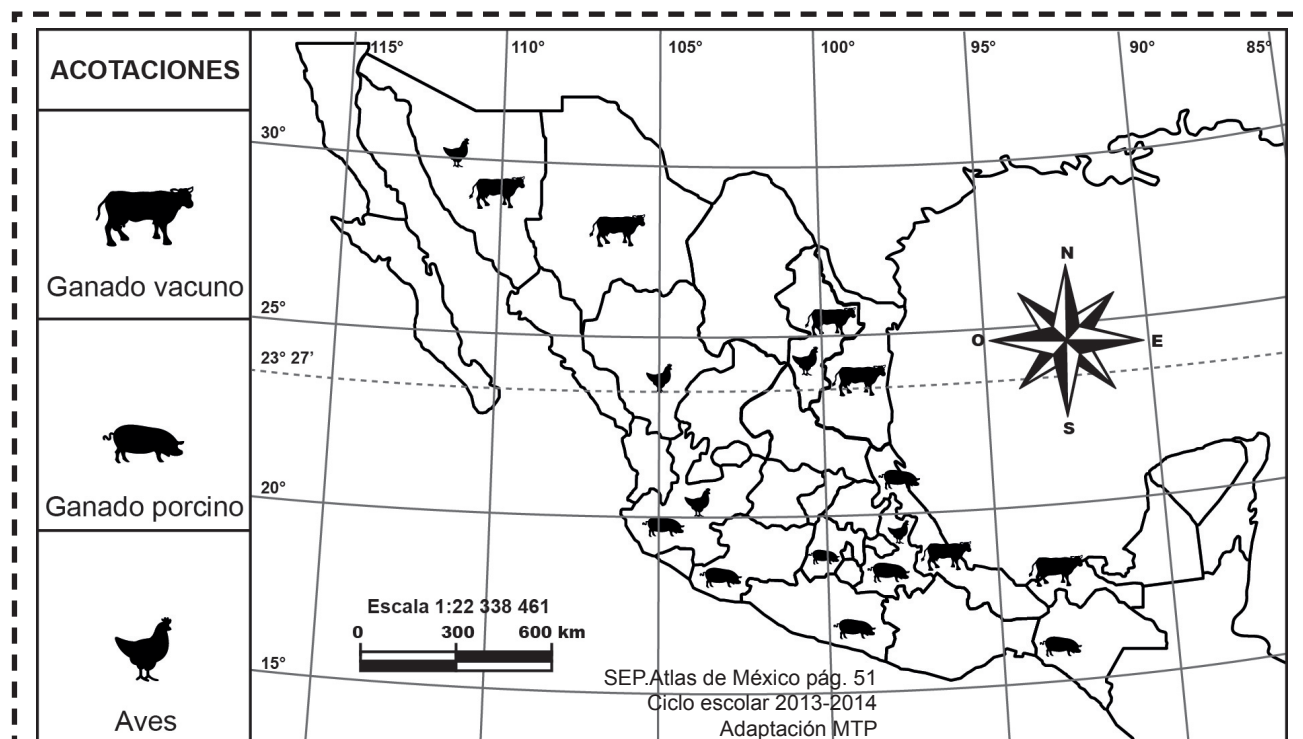 ACOTACIONES
Ganado vacuno
Ganado porcino
Aves
115°
110°
105°
100°
95°
90°
85°
30°
25°
23° 27’
20°
15°
N
O
E
S
Escala 1:22 338 461
0 300 600 km
SEP.Atlas de México pág. 51
Ciclo escolar 2013-2014
Adaptación MTP